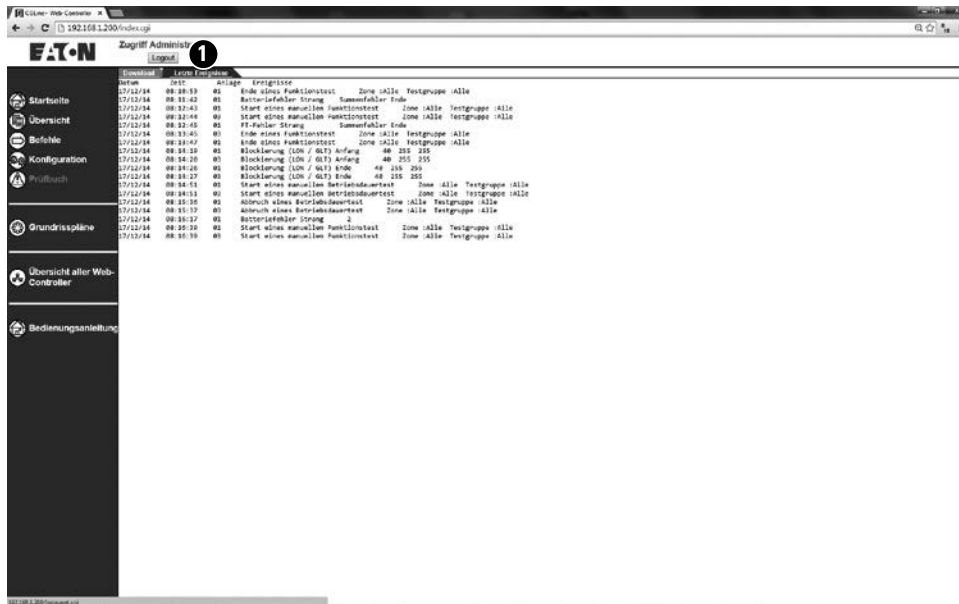 CGLine+ Web-Controller
192.168.1.200/index.cgi
EATON
Zugriff Administr
Logout
1
Download Letzte Ereignisse
Startseite
Übersicht
Befehle
Konfiguration
Prüfbuch
Grundrisspläne
Übersicht aller Web-
Controller
Bedienungsanleitung
Datum Zeit Anlage Ereignisse
17/12/14 08:10:53 01 Ende eines Funktionstest Zone :Alle Testgruppe :Alle
17/12/14 08:11:42 01 Batteriefehler Strang Summenfehler Ende
17/12/14 08:12:43 01 Start eines manuellen Funktionstest Zone :Alle Testgruppe :Alle
17/12/14 08:12:44 03 Start eines manuellen Funktionstest Zone :Alle Testgruppe :Alle
17/12/14 08:12:45 01 FT-Fehler Strang Summenfehler Ende
17/12/14 08:13:45 03 Ende eines Funktionstest Zone :Alle Testgruppe :Alle
17/12/14 08:13:47 01 Ende eines Funktionstest Zone :Alle Testgruppe :Alle
17/12/14 08:14:19 01 Blockierung (LON / GLT) Anfang 40 255 255
17/12/14 08:14:20 03 Blockierung (LON / GLT) Anfang 40 255 255
17/12/14 08:14:26 01 Blockierung (LON / GLT) Ende 40 255 255
17/12/14 08:14:27 03 Blockierung (LON / GLT) Ende 40 255 255
17/12/14 08:14:51 01 Start eines manuellen Betriebsdauertest Zone :Alle Testgruppe :Alle
17/12/14 08:14:51 03 Start eines manuellen Betriebsdauertest Zone :Alle Testgruppe :Alle
17/12/14 08:15:36 01 Abbruch eines Betriebsdauertest Zone :Alle Testgruppe :Alle
17/12/14 08:15:37 03 Abbruch eines Betriebsdauertest Zone :Alle Testgruppe :Alle
17/12/14 08:16:17 01 Batteriefehler Strang 2
17/12/14 08:16:39 01 Start eines manuellen Funktionstest Zone :Alle Testgruppe :Alle
17/12/14 08:16:39 03 Start eines manuellen Funktionstest Zone :Alle Testgruppe :Alle